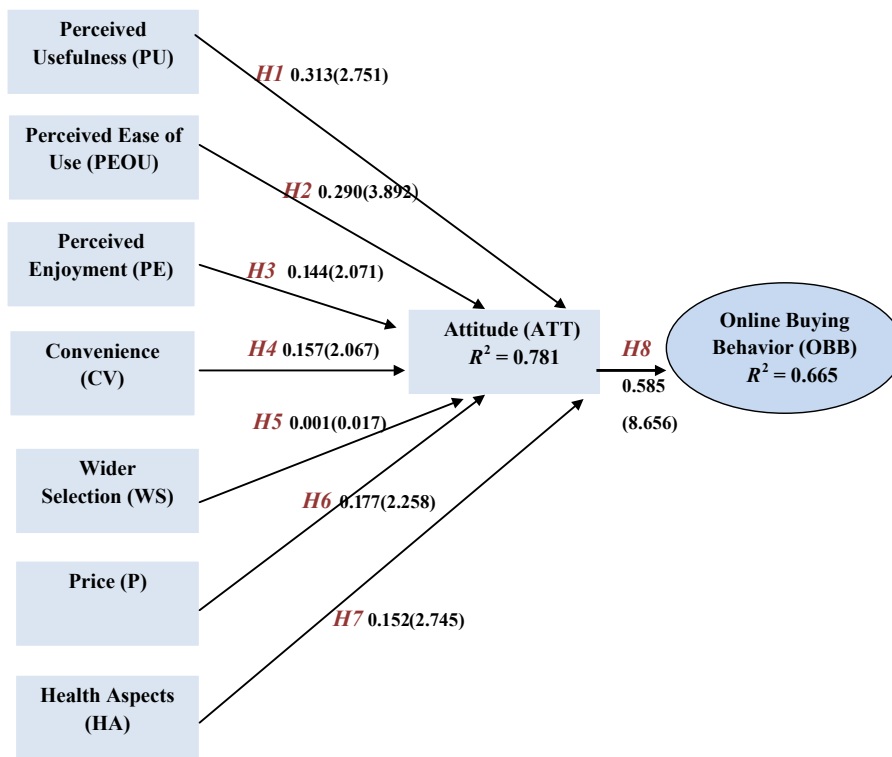 Perceived
Usefulness (PU)
H1 0.313(2.751)
Perceived Ease of
Use (PEOU)
H2 0.290(3.892)
Perceived
Enjoyment (PE)
H3 0.144(2.071)
Convenience
(CV)
H4 0.157(2.067)
Attitude (ATT)
R² = 0.781
H8
0.585
(8.656)
Online Buying
Behavior (OBB)
R² = 0.665
H5 0.001(0.017)
Wider
Selection (WS)
H6 0.177(2.258)
Price (P)
H7 0.152(2.745)
Health Aspects
(HA)